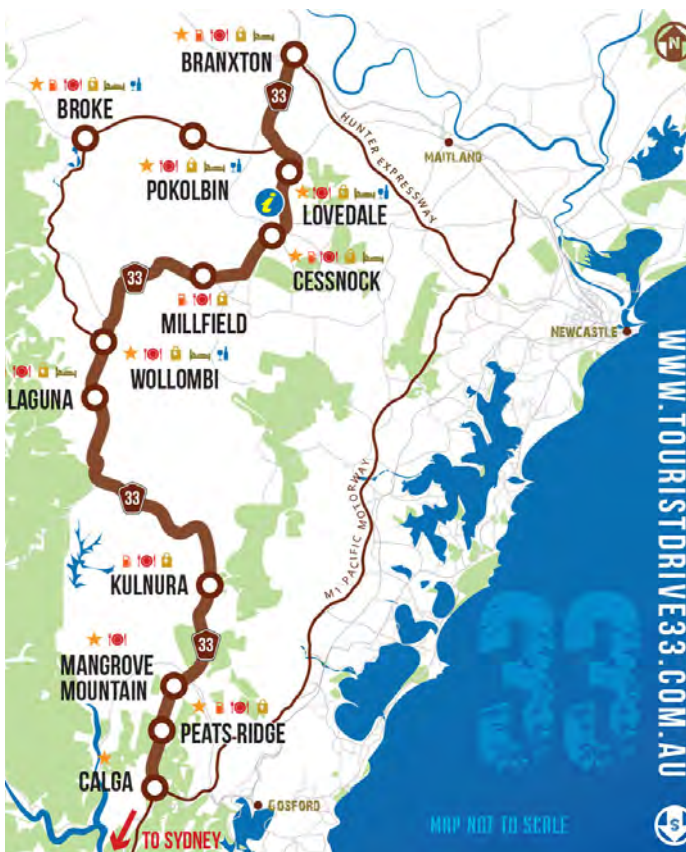 N
BRANXTON
33
BROKE
HUNTER EXPRESSWAY
MAITLAND
POKOLBIN
i
LOVEDALE
CESSNOCK
33
MILLFIELD
NEWCASTLE
WOLLOMBI
LAGUNA
WWW.TOURISTDRIVE33.COM.AU
33
M1 PACIFIC MOTORWAY
KULNURA
33
33
MANGROVE
MOUNTAIN
PEATS-RIDGE
CALGA
GOSFORD
MAP NOT TO SCALE
S
TO SYDNEY